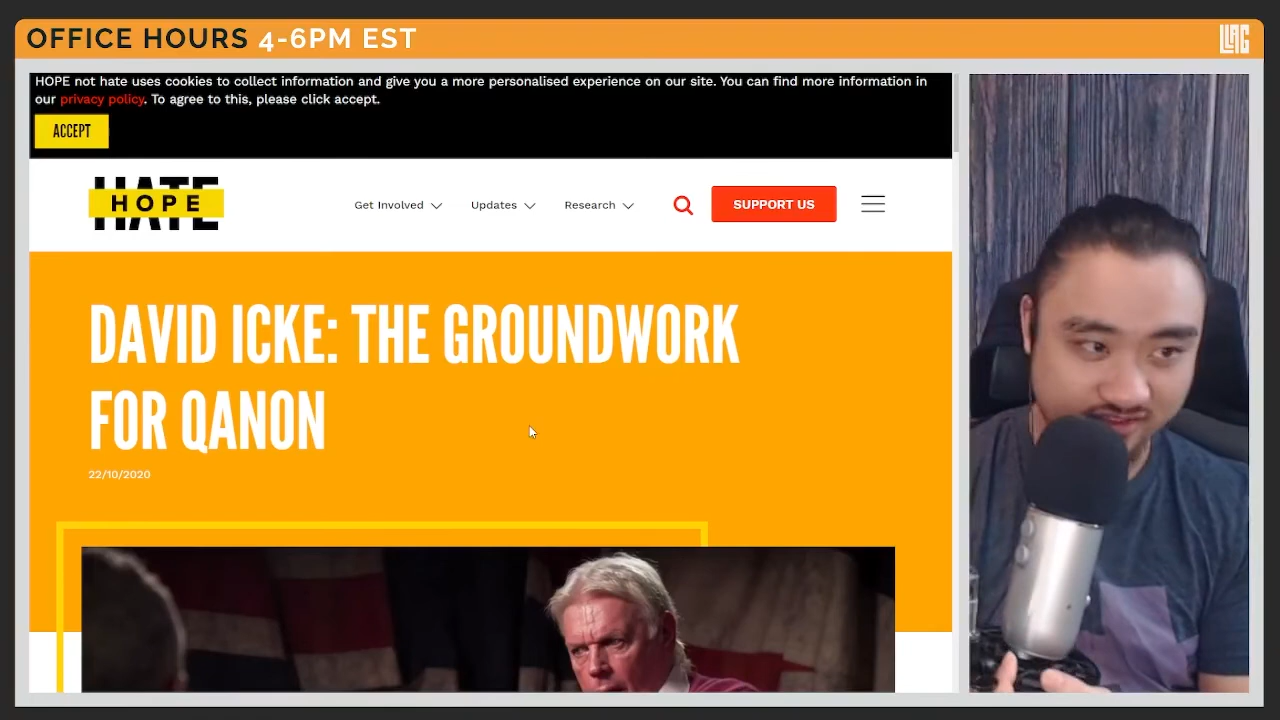 OFFICE HOURS 4-6PM EST
LLAG
HOPE not hate uses cookies to collect information and give you a more personalised experience on our site. You can find more information in
our privacy policy. To agree to this, please click accept.
ACCEPT
HATE
HOPE
Get Involved
Updates
Research
SUPPORT US
DAVID ICKE: THE GROUNDWORK
FOR QANON
22/10/2020